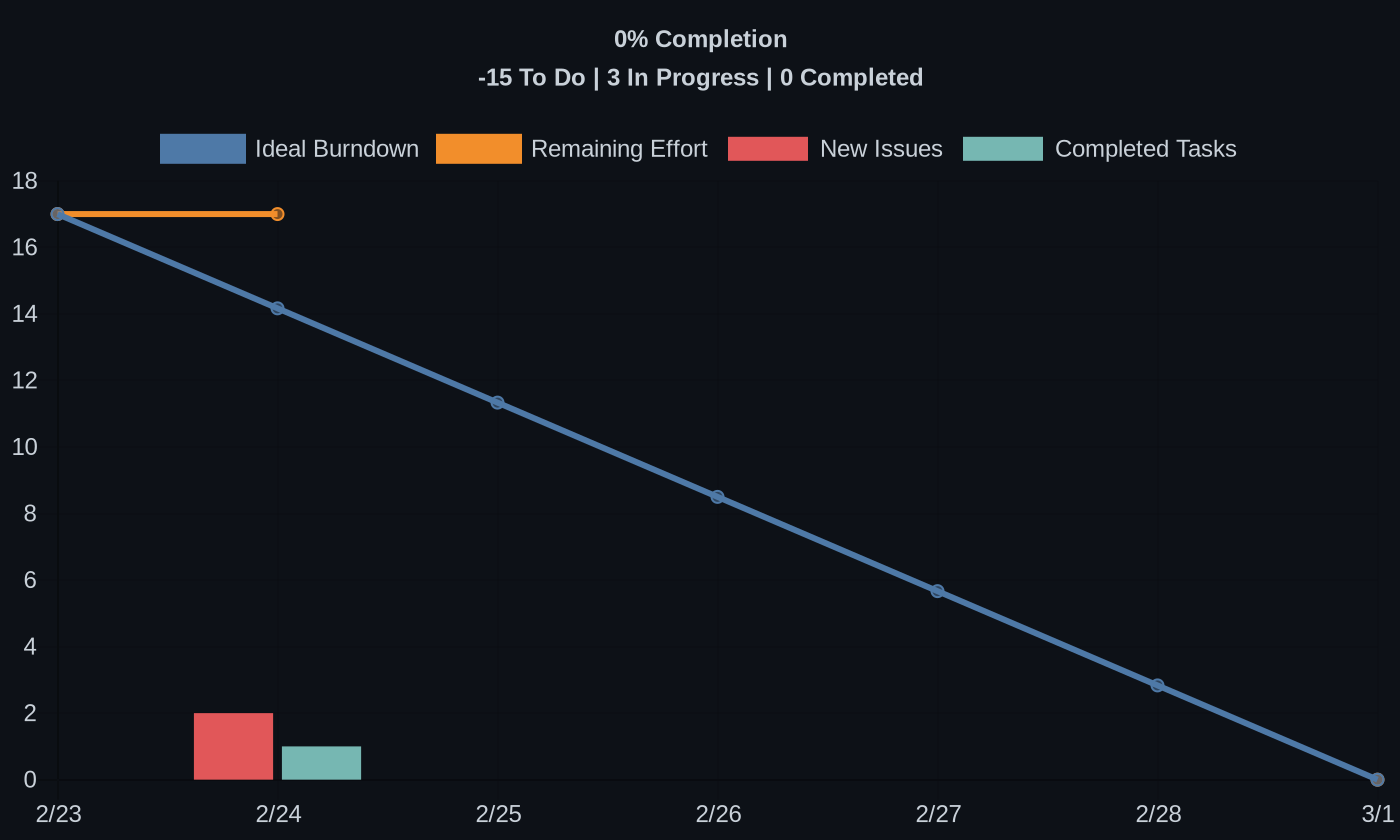 0% Completion
-15 To Do | 3 In Progress | 0 Completed
Ideal Burndown Remaining Effort New Issues Completed Tasks
18
16
14
12
10
8
6
4
2
0
2/23 2/24 2/25 2/26 2/27 2/28 3/1